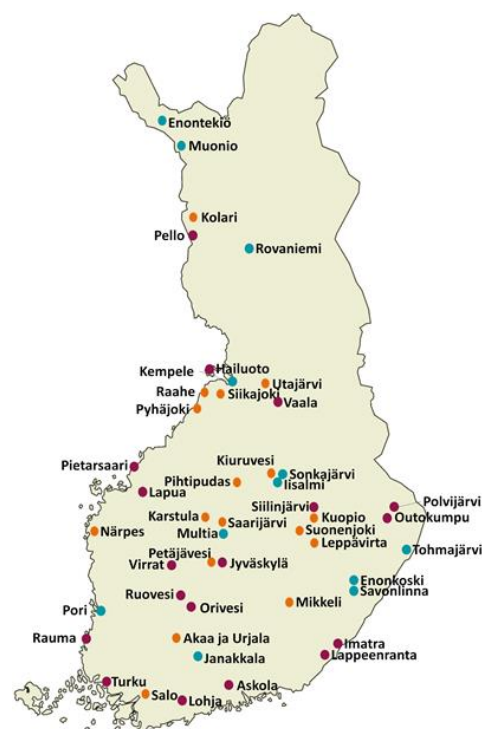 Enontekiö
Muonio
Kolari
Pello
Rovaniemi
Kempele
Hailuoto
Raahe
Siikajoki
Utajärvi
Pyhäjoki
Vaala
Pietarsaari
Kiuruvesi
Sonkajärvi
Pihtipudas
Iisalmi
Lapua
Siilinjärvi
Polvijärvi
Karstula
Saarijärvi
Kuopio
Outokumpu
Närpes
Multia
Suonenjoki
Leppävirta
Tohmajärvi
Petäjävesi
Virrat
Jyväskylä
Enonkoski
Savonlinna
Ruovesi
Orivesi
Mikkeli
Pori
Rauma
Akaa ja Urjala
Imatra
Janakkala
Lappeenranta
Turku
Salo
Lohja
Askola